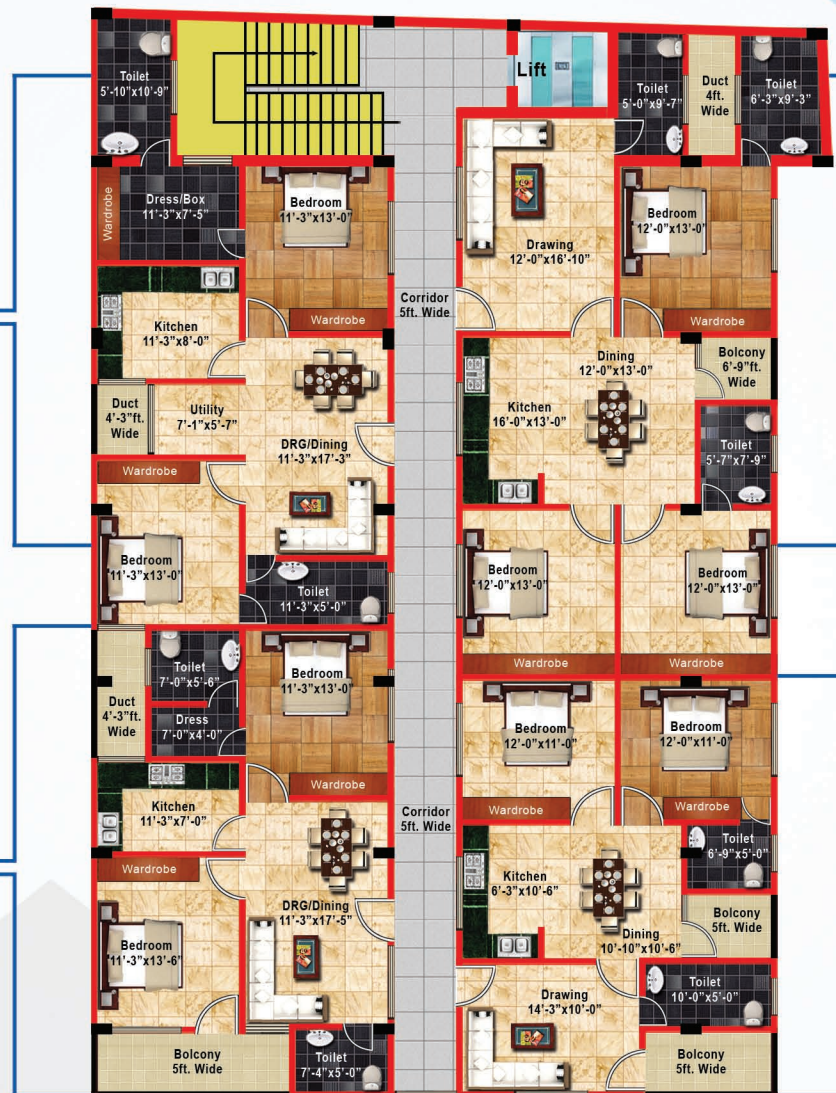 Toilet
5'-10"x10'-9"
Lift
Toilet
5'-0"x9'-7"
Duct
4ft.
Wide
Toilet
6'-3"x9'-3"
Wardrobe
Dress/Box
11'-3"x7'-5"
Bedroom
11'-3"x13'-0"
Wardrobe
Drawing
12'-0"x16'-10"
Bedroom
12'-0"x13'-0"
Wardrobe
Corridor
5ft. Wide
Kitchen
11'-3"x8'-0"
Dining
12'-0"x13'-0"
Bolcony
6'-9"ft.
Wide
Duct
4'-3"ft.
Wide
Utility
7'-1"x5'-7"
DRG/Dining
11'-3"x17'-3"
Kitchen
16'-0"x13'-0"
Toilet
5'-7"x7'-9"
Wardrobe
Bedroom
11'-3"x13'-0"
Toilet
11'-3"x5'-0"
Bedroom
12'-0"x13'-0"
Wardrobe
Bedroom
12'-0"x13'-0"
Wardrobe
Duct
4'-3"ft.
Wide
Toilet
7'-0"x5'-6"
Dress
7'-0"x4'-0"
Bedroom
11'-3"x13'-0"
Wardrobe
Bedroom
12'-0"x11'-0"
Wardrobe
Bedroom
12'-0"x11'-0"
Wardrobe
Kitchen
11'-3"x7'-0"
Corridor
5ft. Wide
Toilet
6'-9"x5'-0"
Wardrobe
Bedroom
11'-3"x13'-6"
DRG/Dining
11'-3"x17'-5"
Kitchen
6'-3"x10'-6"
Dining
10'-10"x10'-6"
Bolcony
5ft. Wide
Drawing
14'-3"x10'-0"
Toilet
10'-0"x5'-0"
Bolcony
5ft. Wide
Toilet
7'-4"x5'-0"
Bolcony
5ft. Wide